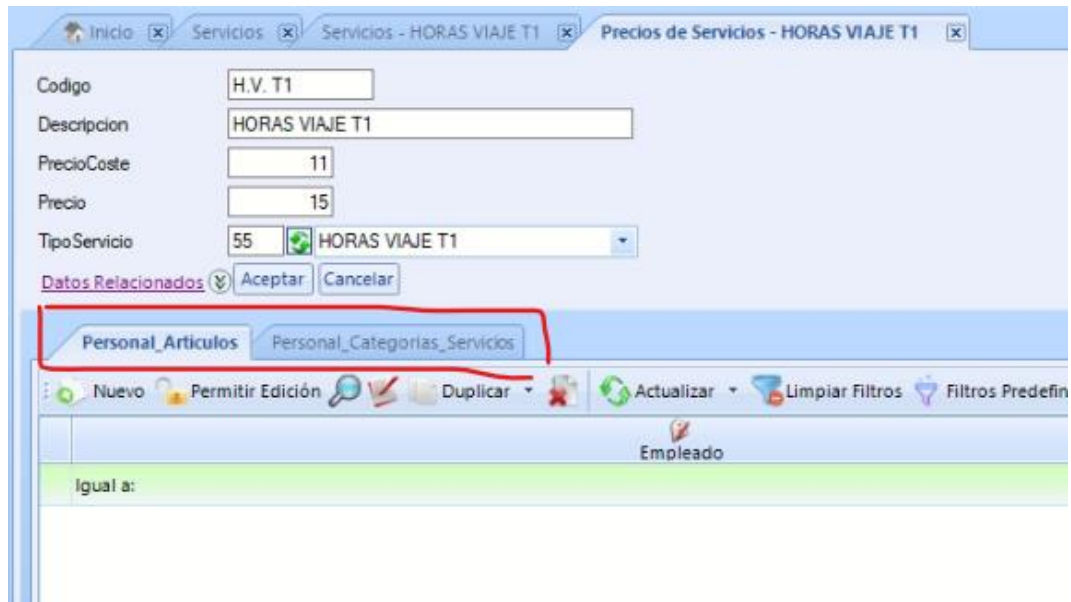 Inicio Servicios Servicios - HORAS VIAJE T1 Precios de Servicios - HORAS VIAJE T1
Codigo H.V. T1
Descripcion HORAS VIAJE T1
PrecioCoste 11
Precio 15
TipoServicio 55 HORAS VIAJE T1
Datos Relacionados Aceptar Cancelar
Personal_Articulos Personal_Categorias_Servicios
Nuevo Permitir Edición Duplicar Actualizar Limpiar Filtros Filtros Predefin
Empleado
Igual a: